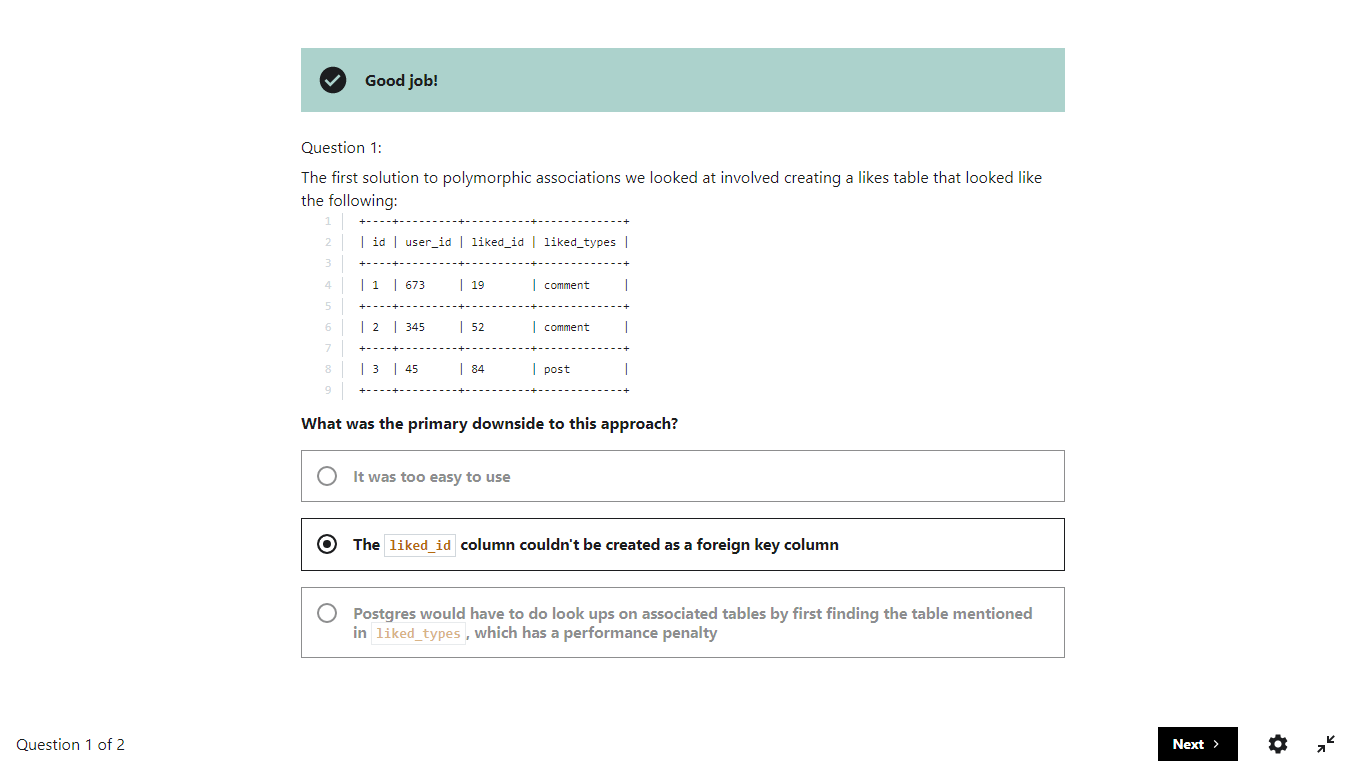 Good job!
Question 1:
The first solution to polymorphic associations we looked at involved creating a likes table that looked like
the following:
1 +----+---------+----------+-------------+
2 | id | user_id | liked_id | liked_types |
3 +----+---------+----------+-------------+
4 | 1  | 673     | 19       | comment     |
5 +----+---------+----------+-------------+
6 | 2  | 345     | 52       | comment     |
7 +----+---------+----------+-------------+
8 | 3  | 45      | 84       | post        |
9 +----+---------+----------+-------------+
What was the primary downside to this approach?
It was too easy to use
The liked_id column couldn't be created as a foreign key column
Postgres would have to do look ups on associated tables by first finding the table mentioned
in liked_types, which has a performance penalty
Question 1 of 2
Next